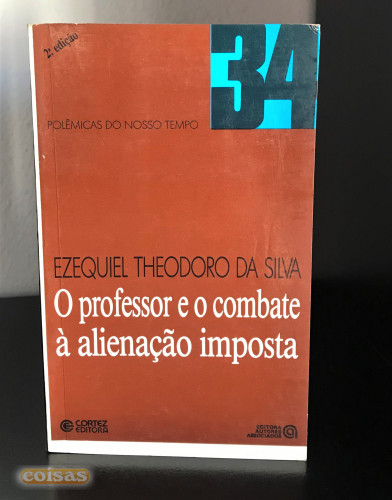 2ª edição
34
POLÊMICAS DO NOSSO TEMPO
EZEQUIEL THEODORO DA SILVA
O professor e o combate
à alienação imposta
CORTEZ
EDITORA
EDITORA
AUTORES
ASSOCIADOS
coisas